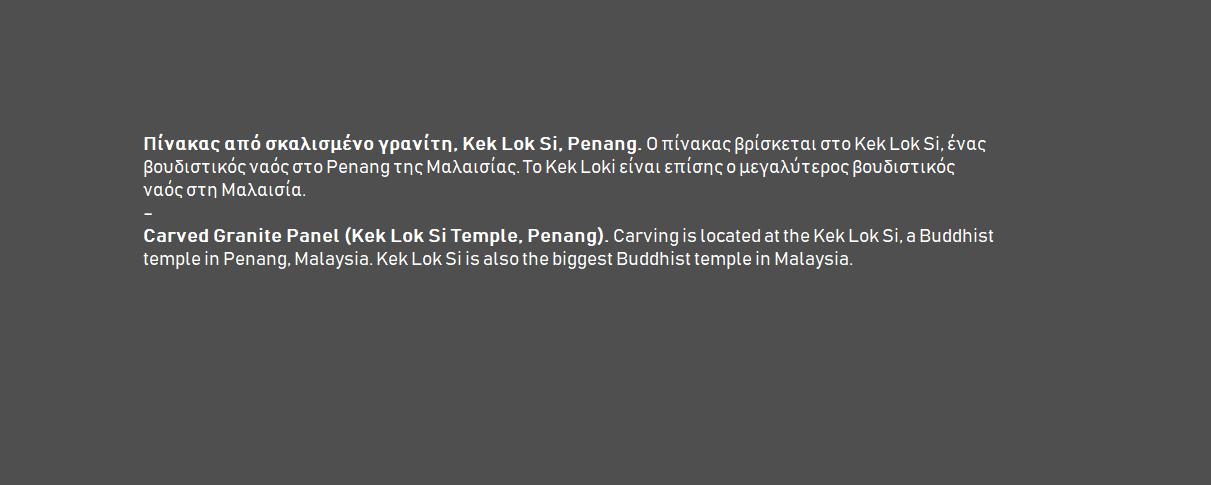 Πίνακας από σκαλισμένο γρανίτη, Kek Lok Si, Penang. Ο πίνακας βρίσκεται στο Kek Lok Si, ένας
βουδιστικός ναός στο Penang της Μαλαισίας. Το Kek Loki είναι επίσης ο μεγαλύτερος βουδιστικός
ναός στη Μαλαισία.
–
Carved Granite Panel (Kek Lok Si Temple, Penang). Carving is located at the Kek Lok Si, a Buddhist
temple in Penang, Malaysia. Kek Lok Si is also the biggest Buddhist temple in Malaysia.